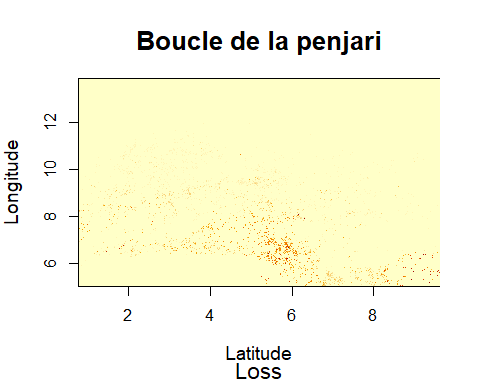 Boucle de la penjari
Longitude
12
10
8
6
2 4 6 8
Latitude
Loss